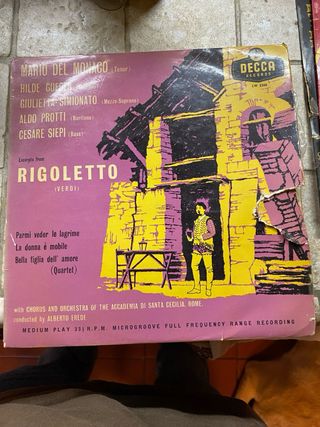 MARIO DEL MONACO (Tenor)
DECCA
RECORDS
HILDE GUEDEN
GIULIETTA SIMIONATO (Mezzo-Soprano)
ALDO PROTTI (Baritone)
CESARE SIEPI (Bass)
Excerpts from
RIGOLETTO
(VERDI)
Parmi veder le lagrime
La donna è mobile
Bella figlia dell' amore
(Quartet)
with CHORUS AND ORCHESTRA OF THE ACCADEMIA DI SANTA CECILIA, ROME.
conducted by ALBERTO EREDE
MEDIUM PLAY 33⅓ R.P.M. MICROGROOVE FULL FREQUENCY RANGE RECORDING